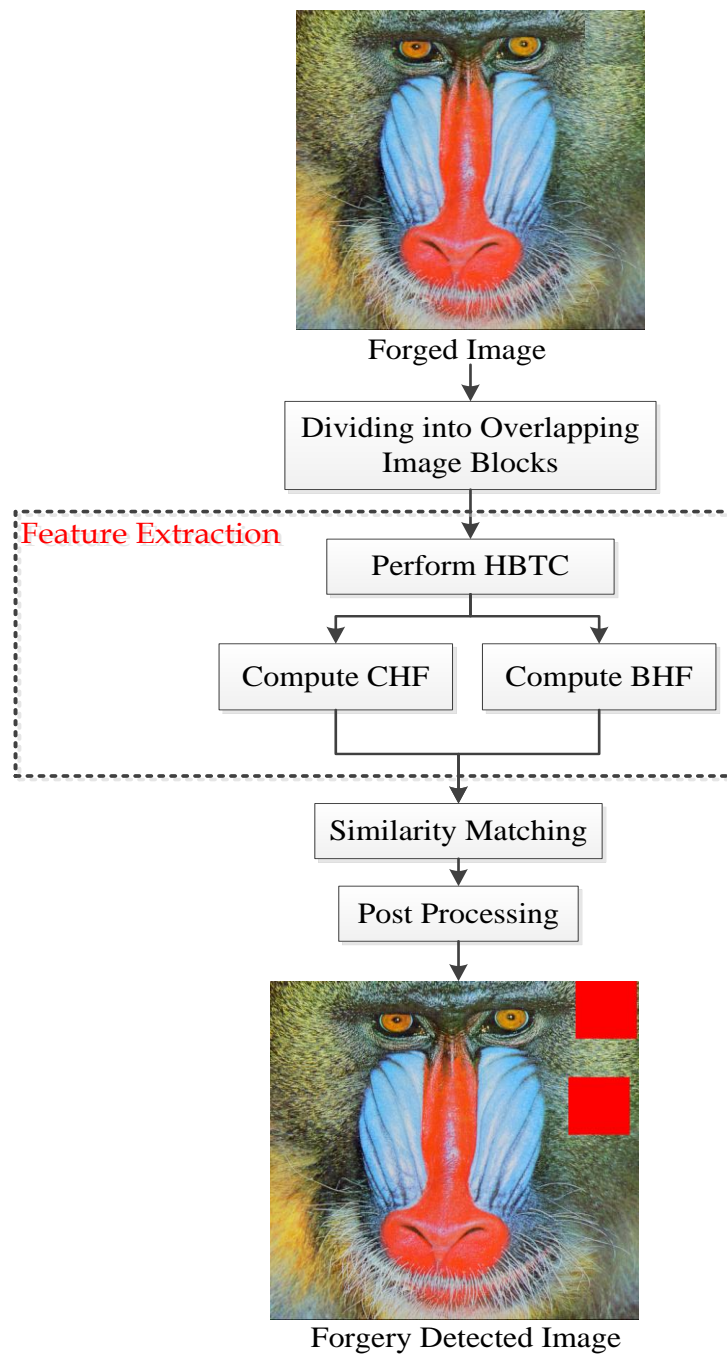 Forged Image
Dividing into Overlapping
Image Blocks
Feature Extraction
Perform HBTC
Compute CHF
Compute BHF
Similarity Matching
Post Processing
Forgery Detected Image